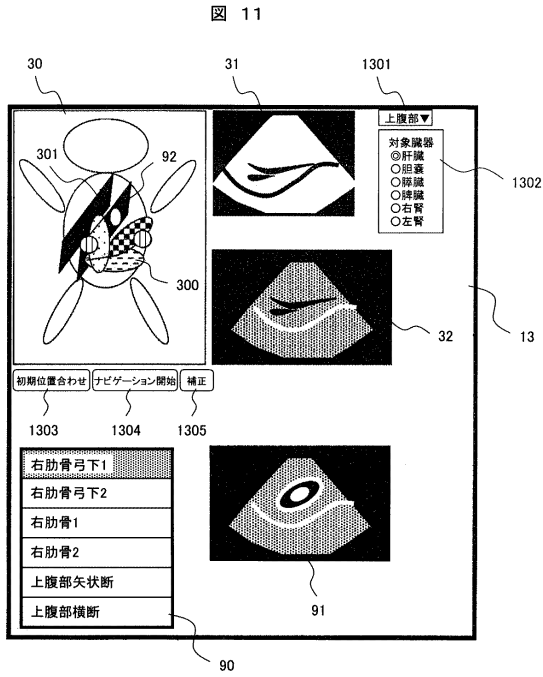 図 11
30
31
1301
上腹部▼
対象臓器
◎肝臓
○胆嚢
○膵臓
○脾臓
○右腎
○左腎
1302
301
92
300
32
13
初期位置合わせ
ナビゲーション開始
補正
1303
1304
1305
右肋骨弓下1
右肋骨弓下2
右肋骨1
右肋骨2
上腹部矢状断
上腹部横断
91
90